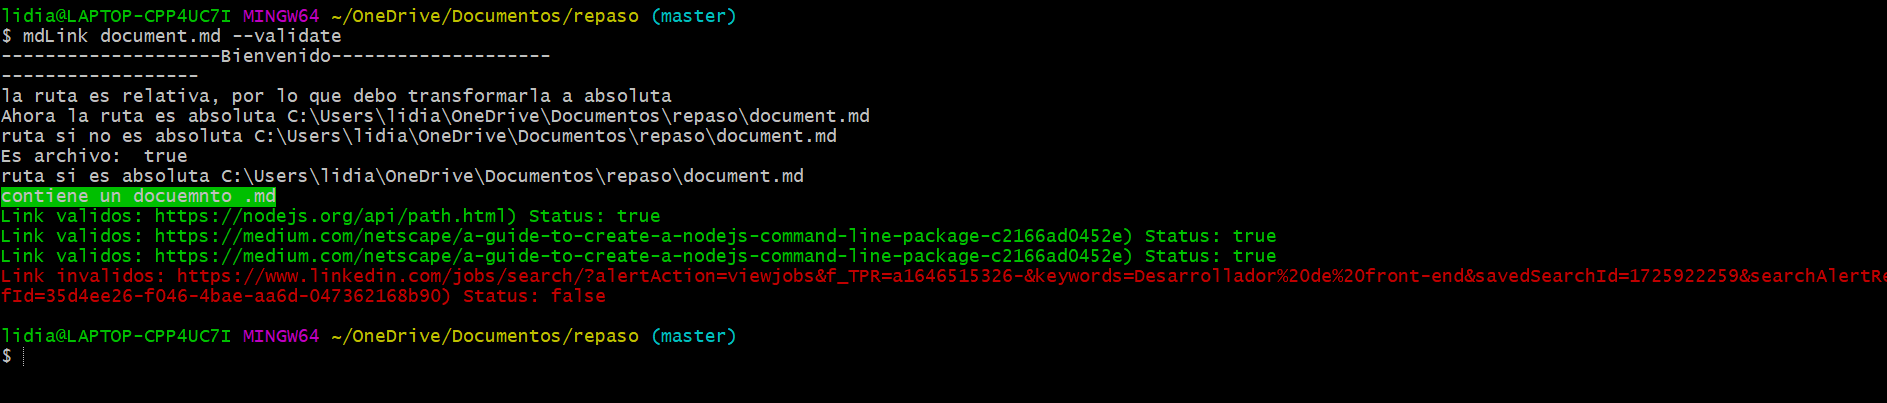 lidia@LAPTOP-CPP4UC7I MINGW64 ~/OneDrive/Documentos/repaso (master)
$ mdLink document.md --validate
--------------------Bienvenido--------------------
------------------
la ruta es relativa, por lo que debo transformarla a absoluta
Ahora la ruta es absoluta C:\Users\lidia\OneDrive\Documentos\repaso\document.md
ruta si no es absoluta C:\Users\lidia\OneDrive\Documentos\repaso\document.md
Es archivo:  true
ruta si es absoluta C:\Users\lidia\OneDrive\Documentos\repaso\document.md
contiene un docuemnto .md
Link validos: https://nodejs.org/api/path.html) Status: true
Link validos: https://medium.com/netscape/a-guide-to-create-a-nodejs-command-line-package-c2166ad0452e) Status: true
Link validos: https://medium.com/netscape/a-guide-to-create-a-nodejs-command-line-package-c2166ad0452e) Status: true
Link invalidos: https://www.linkedin.com/jobs/search/?alertAction=viewjobs&f_TPR=a1646515326-&keywords=Desarrollador%20de%20front-end&savedSearchId=1725922259&searchAlertRe
fId=35d4ee26-f046-4bae-aa6d-047362168b90) Status: false
lidia@LAPTOP-CPP4UC7I MINGW64 ~/OneDrive/Documentos/repaso (master)
$